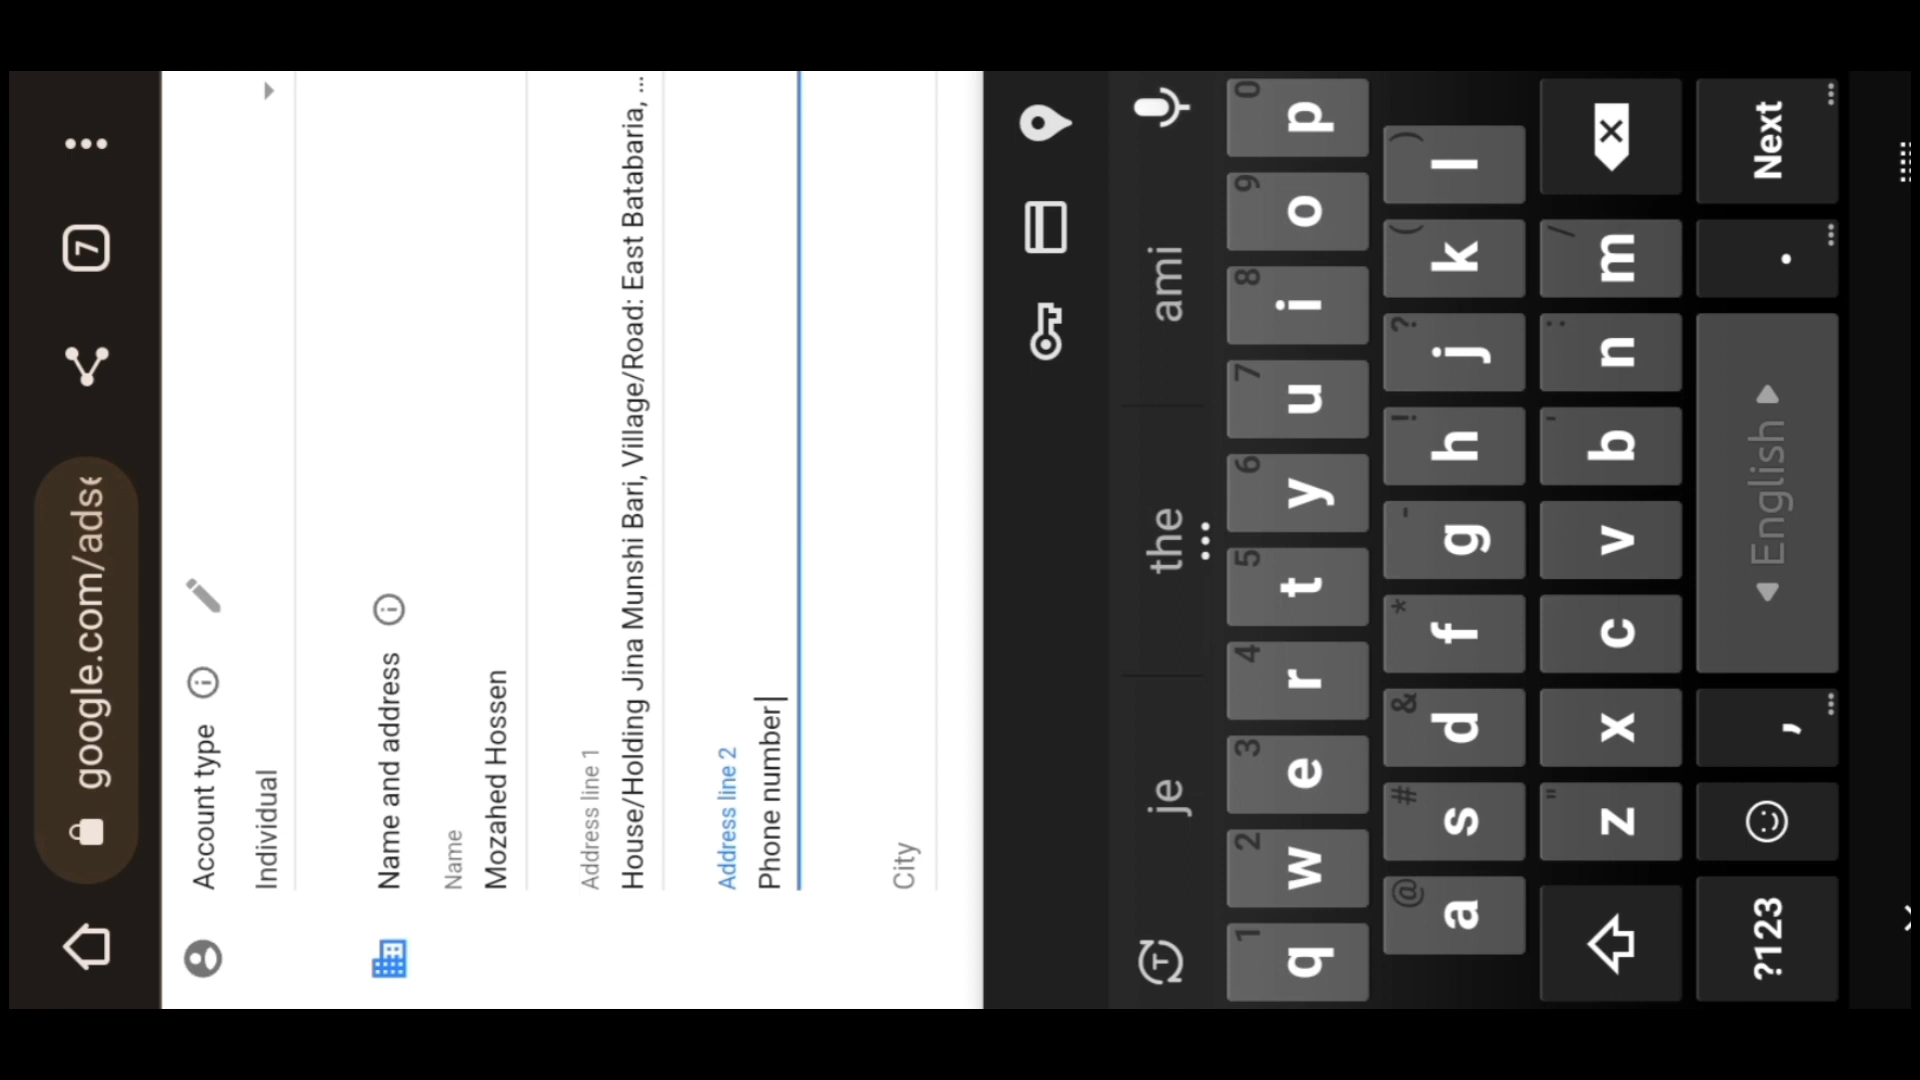 google.com/adse
7
Account type
Individual
Name and address
Name
Mozahed Hossen
Address line 1
House/Holding Jina Munshi Bari, Village/Road: East Batabaria, ...
Address line 2
Phone number
City
je the ami
q 1 w 2 e 3 r 4 t 5 y 6 u 7 i 8 o 9 p 0
a @ s # d & f * g - h ! j ? k ( l )
z " x c v b ' n : m /
?123 , English . Next